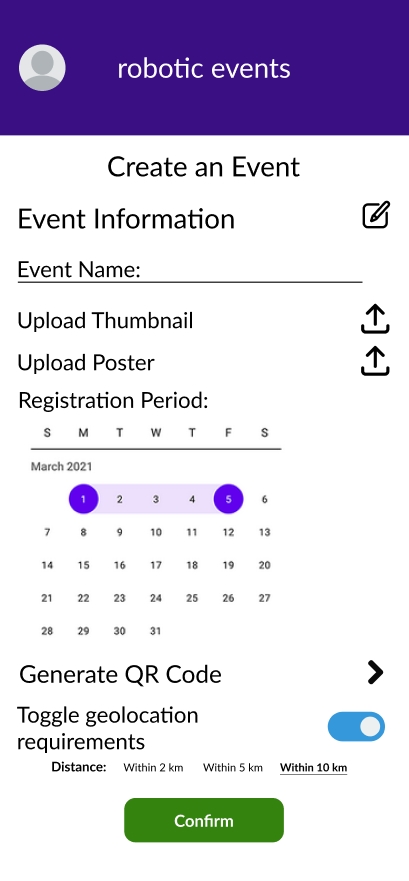 robotic events
Create an Event
Event Information
Event Name:
Upload Thumbnail
Upload Poster
Registration Period:
S M T W T F S
March 2021
1 2 3 4 5 6
7 8 9 10 11 12 13
14 15 16 17 18 19 20
21 22 23 24 25 26 27
28 29 30 31
Generate QR Code
Toggle geolocation
requirements
Distance: Within 2 km Within 5 km Within 10 km
Confirm